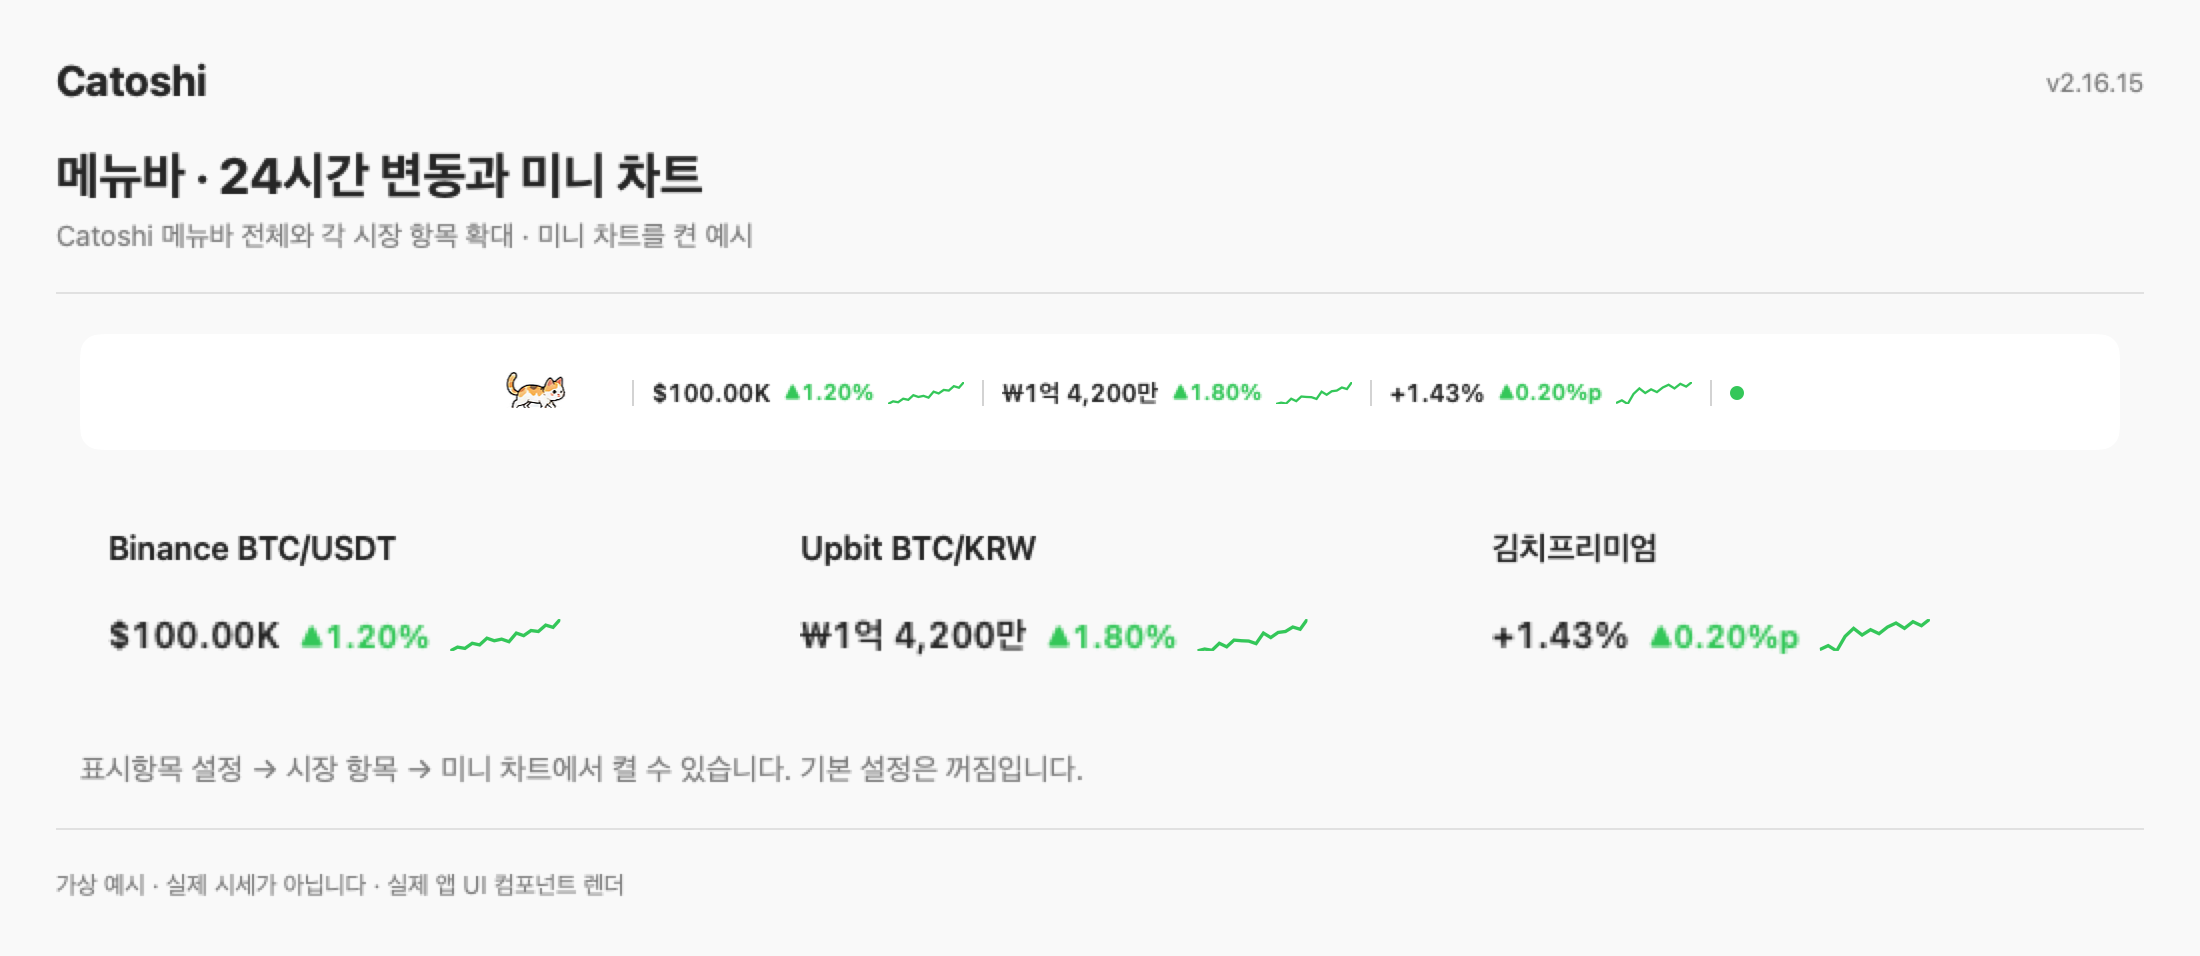 Catoshi
v2.16.15
메뉴바 · 24시간 변동과 미니 차트
Catoshi 메뉴바 전체와 각 시장 항목 확대 · 미니 차트를 켠 예시
$100.00K ▲1.20% ₩1억 4,200만 ▲1.80% +1.43% ▲0.20%p
Binance BTC/USDT
$100.00K ▲1.20%
Upbit BTC/KRW
₩1억 4,200만 ▲1.80%
김치프리미엄
+1.43% ▲0.20%p
표시항목 설정 → 시장 항목 → 미니 차트에서 켤 수 있습니다. 기본 설정은 꺼짐입니다.
가상 예시 · 실제 시세가 아닙니다 · 실제 앱 UI 컴포넌트 렌더